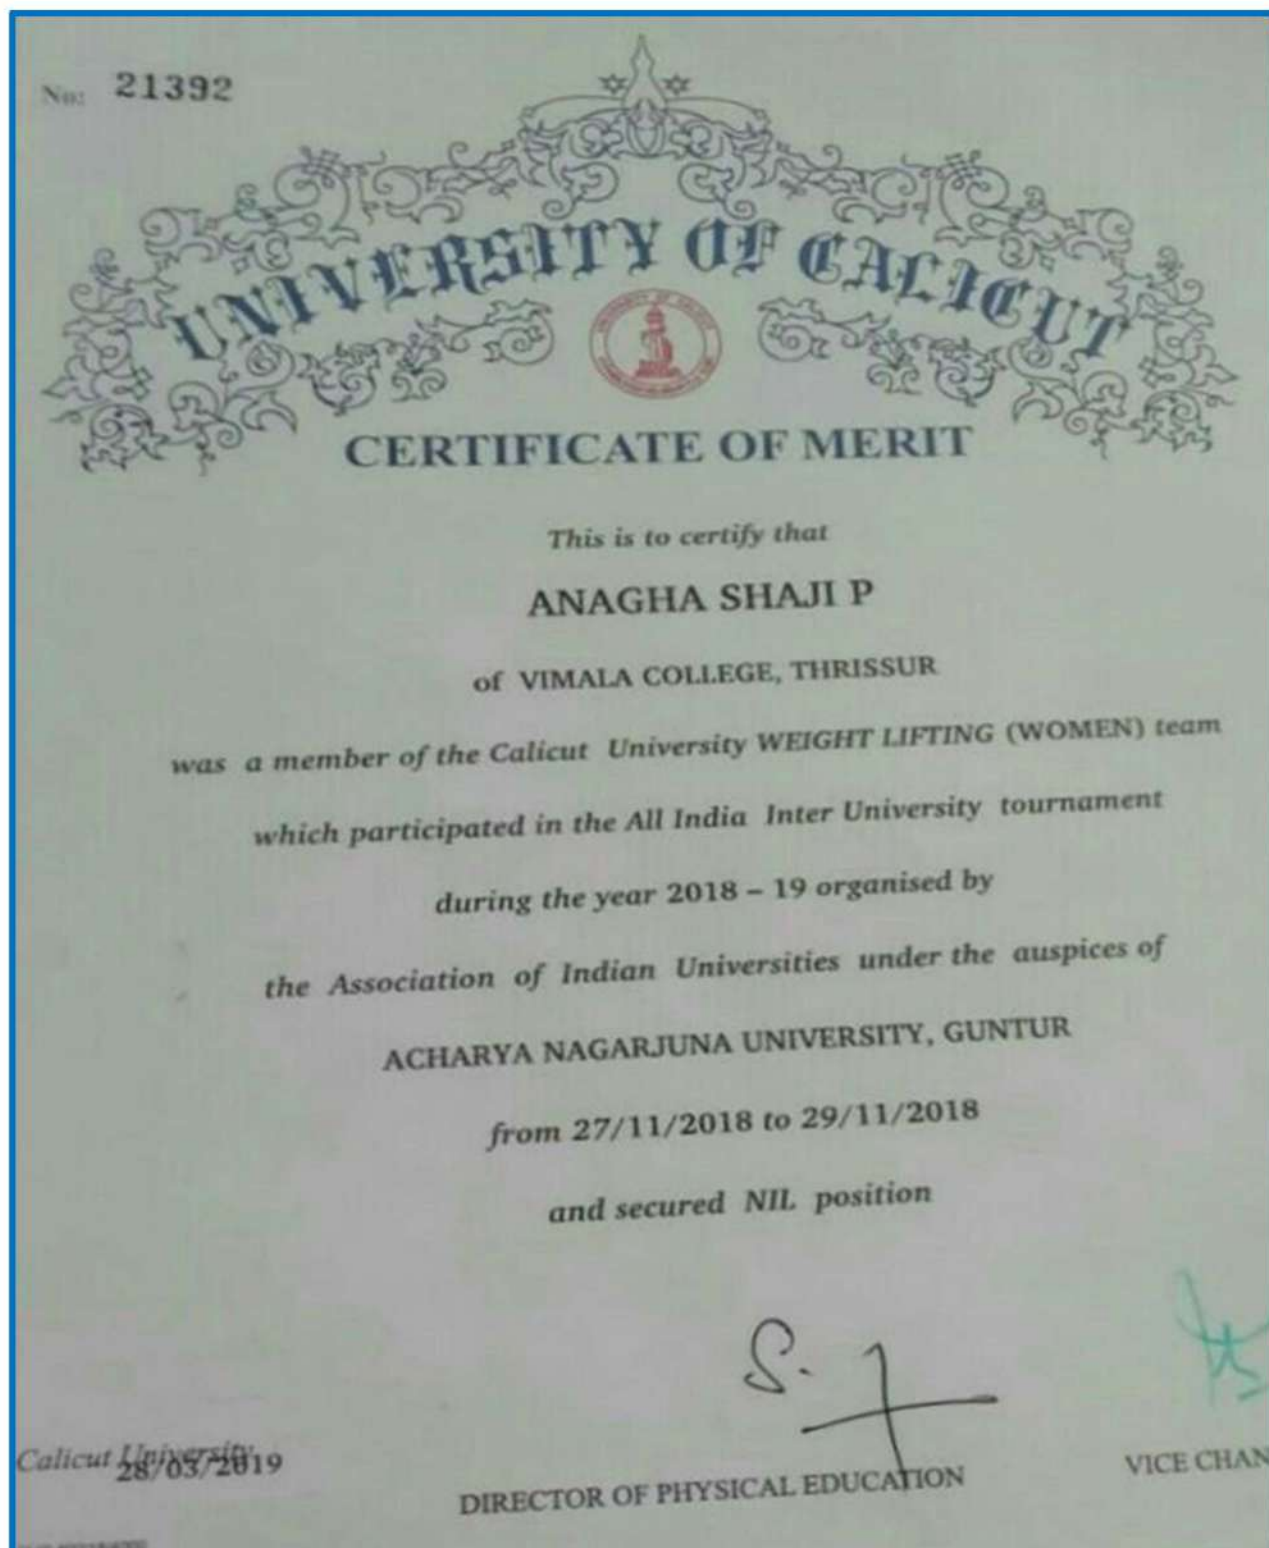 No: 21392
UNIVERSITY OF CALICUT
CERTIFICATE OF MERIT
This is to certify that
ANAGHA SHAJI P
of VIMALA COLLEGE, THRISSUR
was a member of the Calicut University WEIGHT LIFTING (WOMEN) team
which participated in the All India Inter University tournament
during the year 2018 – 19 organised by
the Association of Indian Universities under the auspices of
ACHARYA NAGARJUNA UNIVERSITY, GUNTUR
from 27/11/2018 to 29/11/2018
and secured NIL position
Calicut University
28/03/2019
DIRECTOR OF PHYSICAL EDUCATION
VICE CHAN